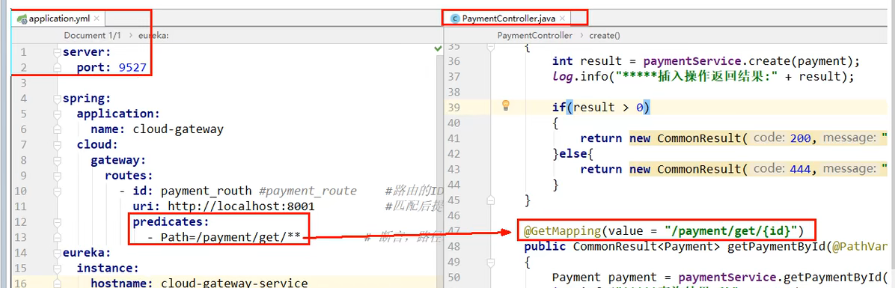 application.yml
Document 1/1 eureka:
1 server:
2 port: 9527
3
4 spring:
5 application:
6 name: cloud-gateway
7 cloud:
8 gateway:
9 routes:
10 - id: payment_routh #payment_route #路由的ID
11 uri: http://localhost:8001 #匹配后提
12 predicates:
13 - Path=/payment/get/** # 断言,路径
14 eureka:
15 instance:
16 hostname: cloud-gateway-service
PaymentController.java
PaymentController create()
35 {
36 int result = paymentService.create(payment);
37 log.info("*****插入操作返回结果:" + result);
38
39 if(result > 0)
40 {
41 return new CommonResult( code: 200, message: "
42 }else{
43 return new CommonResult( code: 444, message: "
44 }
45 }
46
47 @GetMapping(value = "/payment/get/{id}")
48 public CommonResult<Payment> getPaymentById(@PathVar
49 {
50 Payment payment = paymentService.getPaymentById(